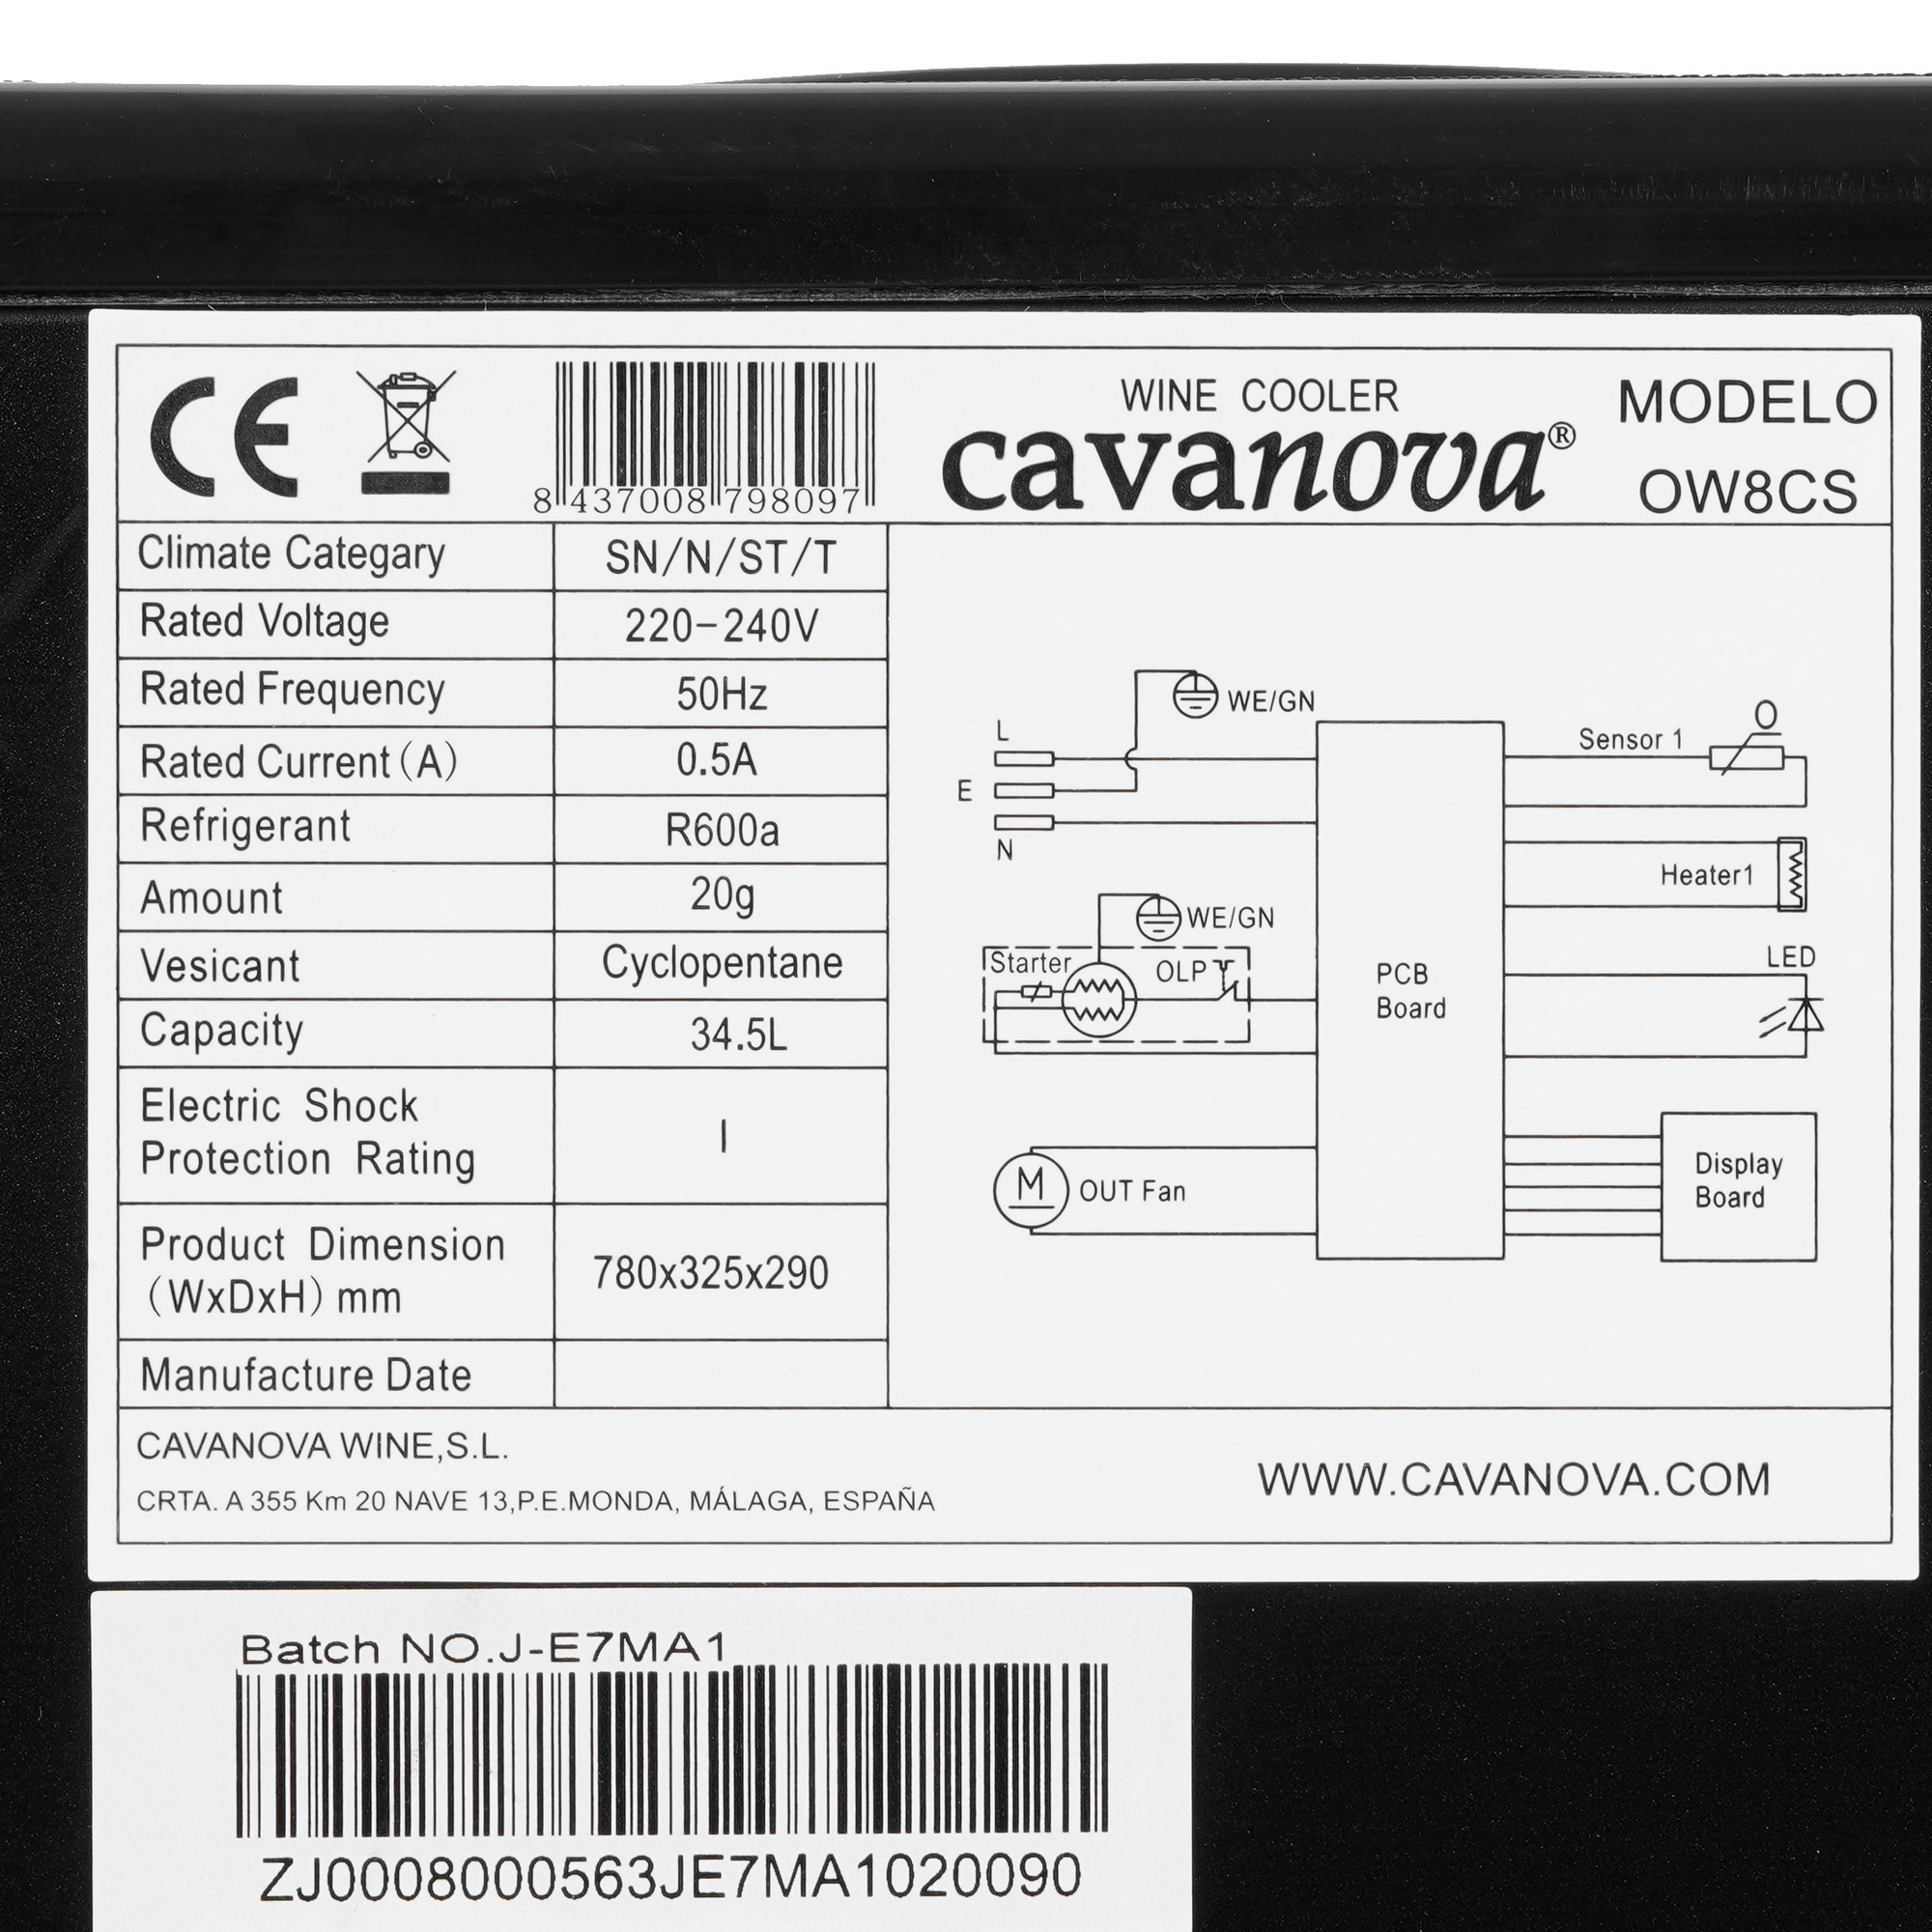 CE
8 437008 798097
WINE COOLER
cavanova®
MODELO
OW8CS
Climate Categary SN/N/ST/T
Rated Voltage 220-240V
Rated Frequency 50Hz
Rated Current (A) 0.5A
Refrigerant R600a
Amount 20g
Vesicant Cyclopentane
Capacity 34.5L
Electric Shock
Protection Rating I
Product Dimension
(WxDxH) mm 780x325x290
Manufacture Date
WE/GN
L
E
N
WE/GN
Starter
OLP
M OUT Fan
PCB
Board
Sensor 1
Heater1
LED
Display
Board
CAVANOVA WINE,S.L.
CRTA. A 355 Km 20 NAVE 13,P.E.MONDA, MÁLAGA, ESPAÑA
WWW.CAVANOVA.COM
Batch NO.J-E7MA1
ZJ0008000563JE7MA1020090